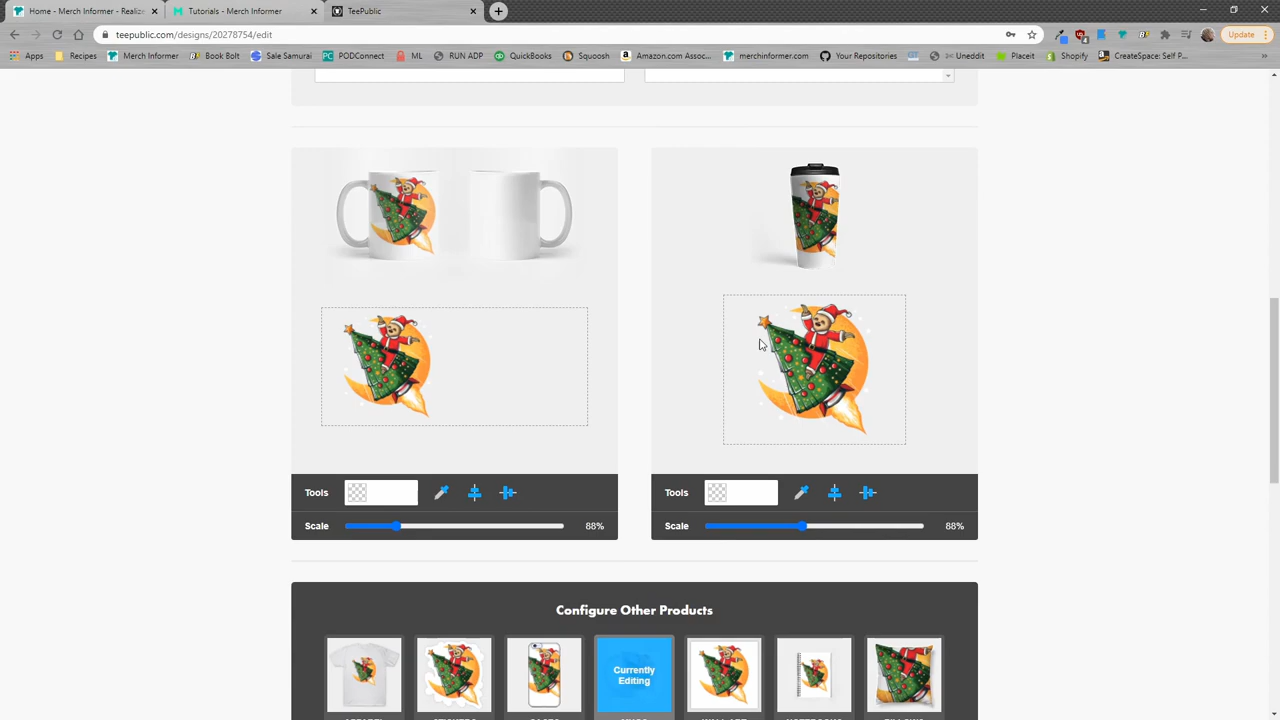 Home - Merch Informer - Realize
Tutorials - Merch Informer
TeePublic
teepublic.com/designs/20278754/edit
Update
Apps
Recipes
Merch Informer
Book Bolt
Sale Samurai
PODConnect
ML
RUN ADP
QuickBooks
Squoosh
Amazon.com Assoc...
merchinformer.com
Your Repositories
Uneddit
Placeit
Shopify
CreateSpace: Self P...
Tools
Scale
88%
Tools
Scale
88%
Configure Other Products
Currently
Editing